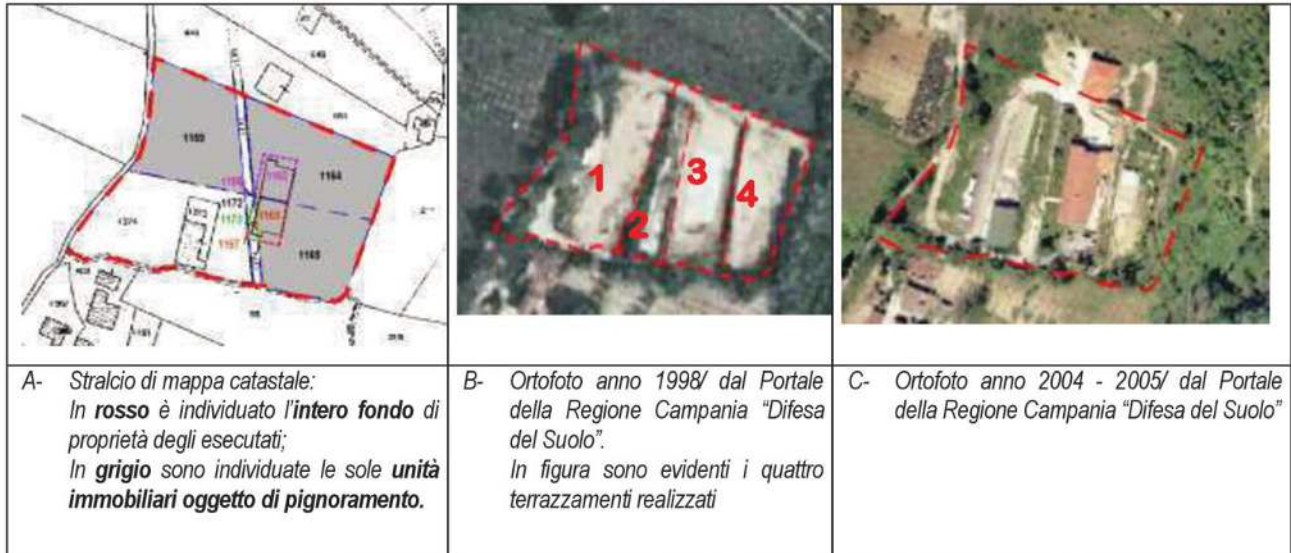 1164
1165
1172
1157
1
2
3
4
A- Stralcio di mappa catastale:
In rosso è individuato l'intero fondo di
proprietà degli esecutati;
In grigio sono individuate le sole unità
immobiliari oggetto di pignoramento.
B- Ortofoto anno 1998/ dal Portale
della Regione Campania "Difesa
del Suolo".
In figura sono evidenti i quattro
terrazzamenti realizzati
C- Ortofoto anno 2004 - 2005/ dal Portale
della Regione Campania "Difesa del Suolo"